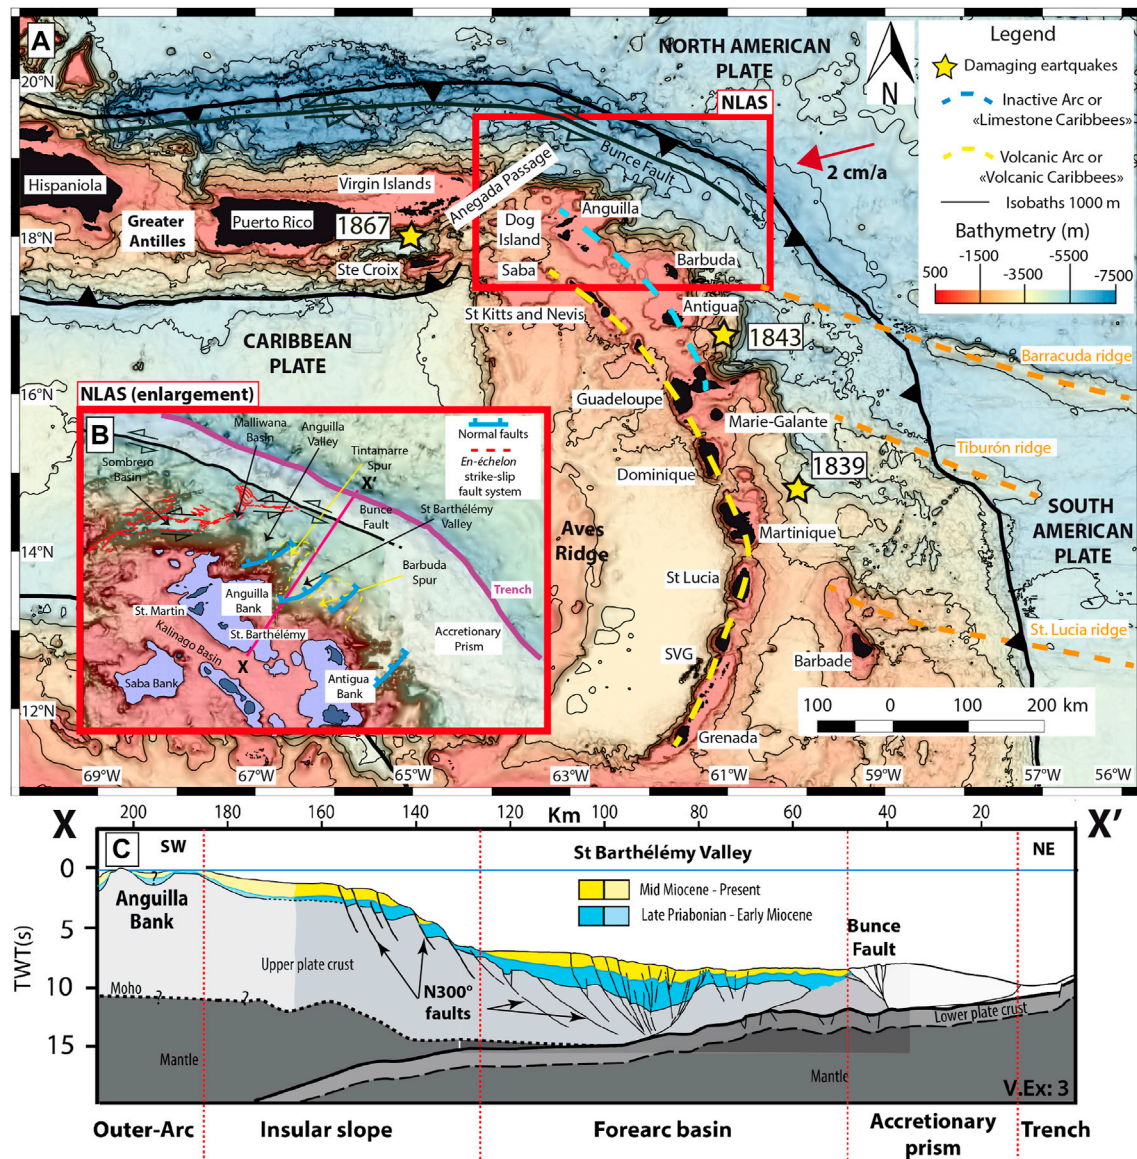 A
NORTH AMERICAN
PLATE
Legend
Damaging eartquakes
Inactive Arc or
«Limestone Caribbees»
Volcanic Arc or
«Volcanic Caribbees»
Isobaths 1000 m
Bathymetry (m)
500 -1500 -3500 -5500 -7500
N
NLAS
2 cm/a
20°N
18°N
16°N
14°N
12°N
Hispaniola
Greater
Antilles
Puerto Rico
Virgin Islands
1867
Ste Croix
Anegada Passage
Bunce Fault
Dog
Island
Anguilla
Saba
Barbuda
Antigua
St Kitts and Nevis
1843
CARIBBEAN
PLATE
Barracuda ridge
Guadeloupe
Marie-Galante
Tiburón ridge
Dominique
1839
SOUTH
AMERICAN
PLATE
Aves
Ridge
Martinique
St Lucia
St. Lucia ridge
SVG
Barbade
Grenada
100 0 100 200 km
69°W 67°W 65°W 63°W 61°W 59°W 57°W 56°W
NLAS (enlargement)
B
Malliwana
Basin
Anguilla
Valley
Sombrero
Basin
Tintamarre
Spur
Normal faults
En-échelon
strike-slip
fault system
X'
Bunce
Fault
St Barthélémy
Valley
Barbuda
Spur
Trench
Anguilla
Bank
St. Martin
St. Barthélémy
Kalinago Basin
X
Saba Bank
Antigua
Bank
Accretionary
Prism
X
200 180 160 140 120 Km 100 80 60 40 20
X’
C
SW
St Barthélémy Valley
NE
TWT(s)
0
5
10
15
Mid Miocene - Present
Late Priabonian - Early Miocene
Anguilla
Bank
?
Bunce
Fault
Upper plate crust
Moho
?
?
N300°
faults
Lower plate crust
Mantle
Mantle
V.Ex: 3
Outer-Arc
Insular slope
Forearc basin
Accretionary
prism
Trench